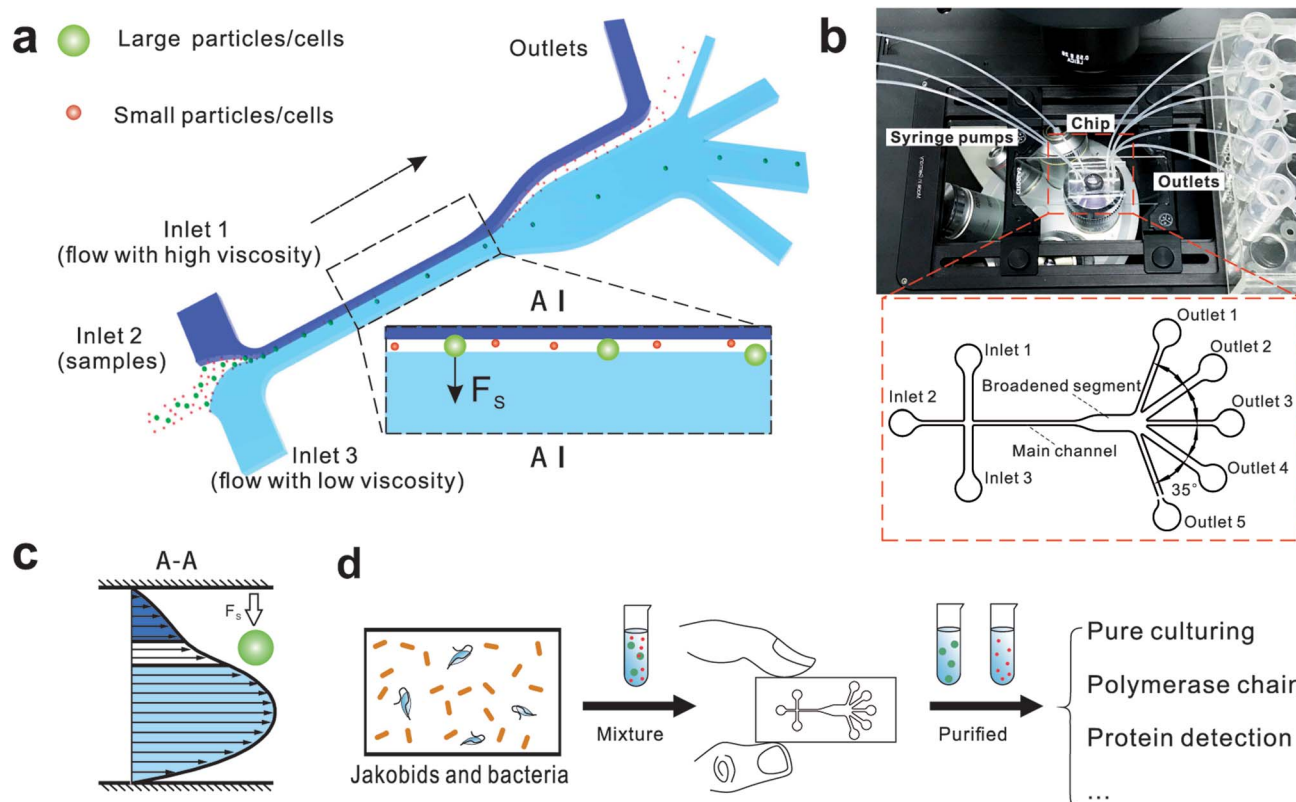 a
Large particles/cells
Small particles/cells
Outlets
Inlet 1
(flow with high viscosity)
Inlet 2
(samples)
Inlet 3
(flow with low viscosity)
A I
F_S
A I
b
Syringe pumps
Chip
Outlets
Inlet 1
Inlet 2
Inlet 3
Broadened segment
Main channel
Outlet 1
Outlet 2
Outlet 3
Outlet 4
35°
Outlet 5
c
A-A
F_S
d
Jakobids and bacteria
Mixture
Purified
Pure culturing
Polymerase chain
Protein detection
...